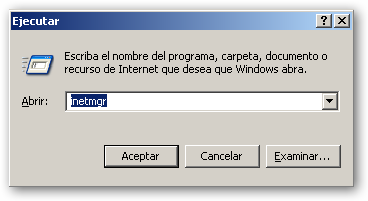 Ejecutar
Escriba el nombre del programa, carpeta, documento o
recurso de Internet que desea que Windows abra.
Abrir:
inetmgr
Aceptar
Cancelar
Examinar...